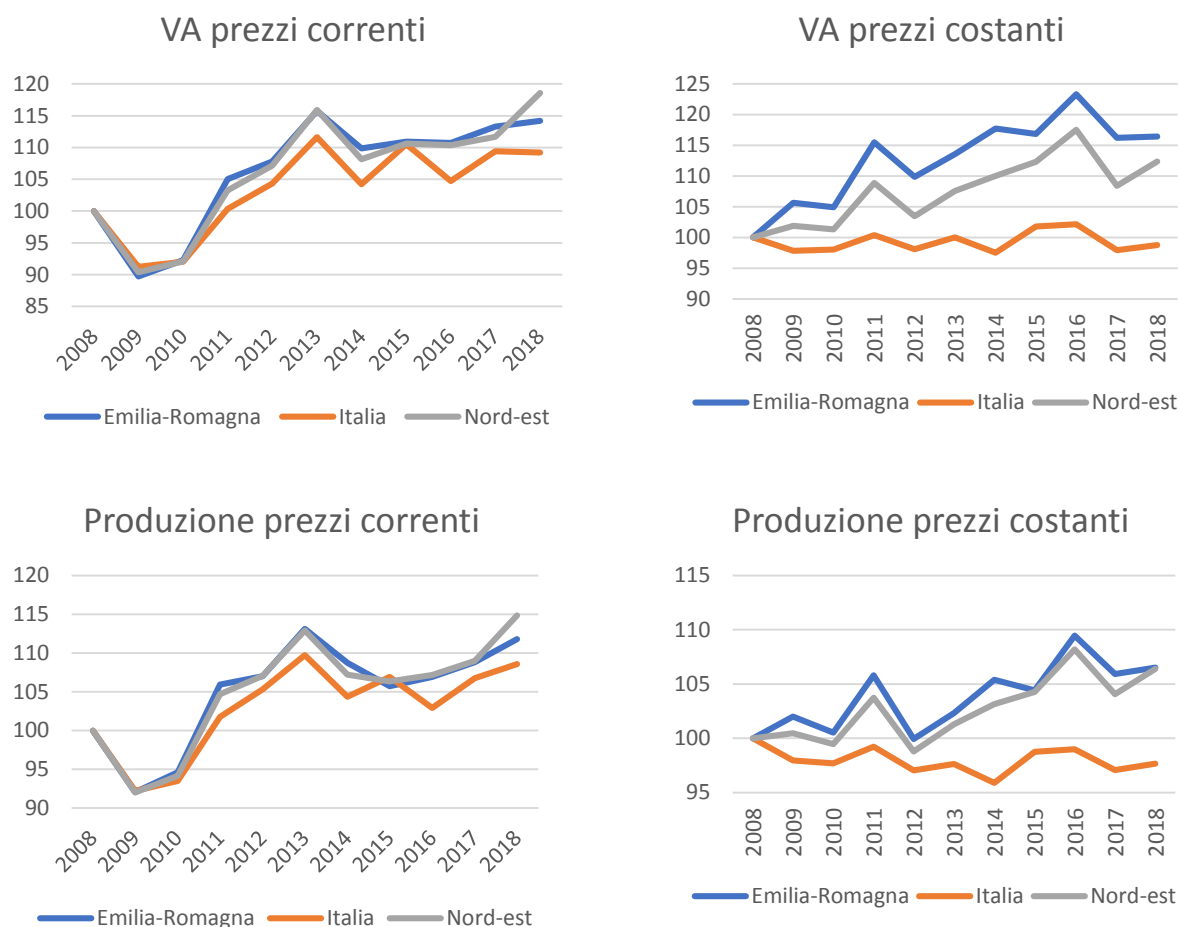 VA prezzi correnti
120
115
110
105
100
95
90
85
2008 2009 2010 2011 2012 2013 2014 2015 2016 2017 2018
Emilia-Romagna Italia Nord-est
VA prezzi costanti
125
120
115
110
105
100
95
90
2008 2009 2010 2011 2012 2013 2014 2015 2016 2017 2018
Emilia-Romagna Italia Nord-est
Produzione prezzi correnti
120
115
110
105
100
95
90
2008 2009 2010 2011 2012 2013 2014 2015 2016 2017 2018
Emilia-Romagna Italia Nord-est
Produzione prezzi costanti
115
110
105
100
95
2008 2009 2010 2011 2012 2013 2014 2015 2016 2017 2018
Emilia-Romagna Italia Nord-est